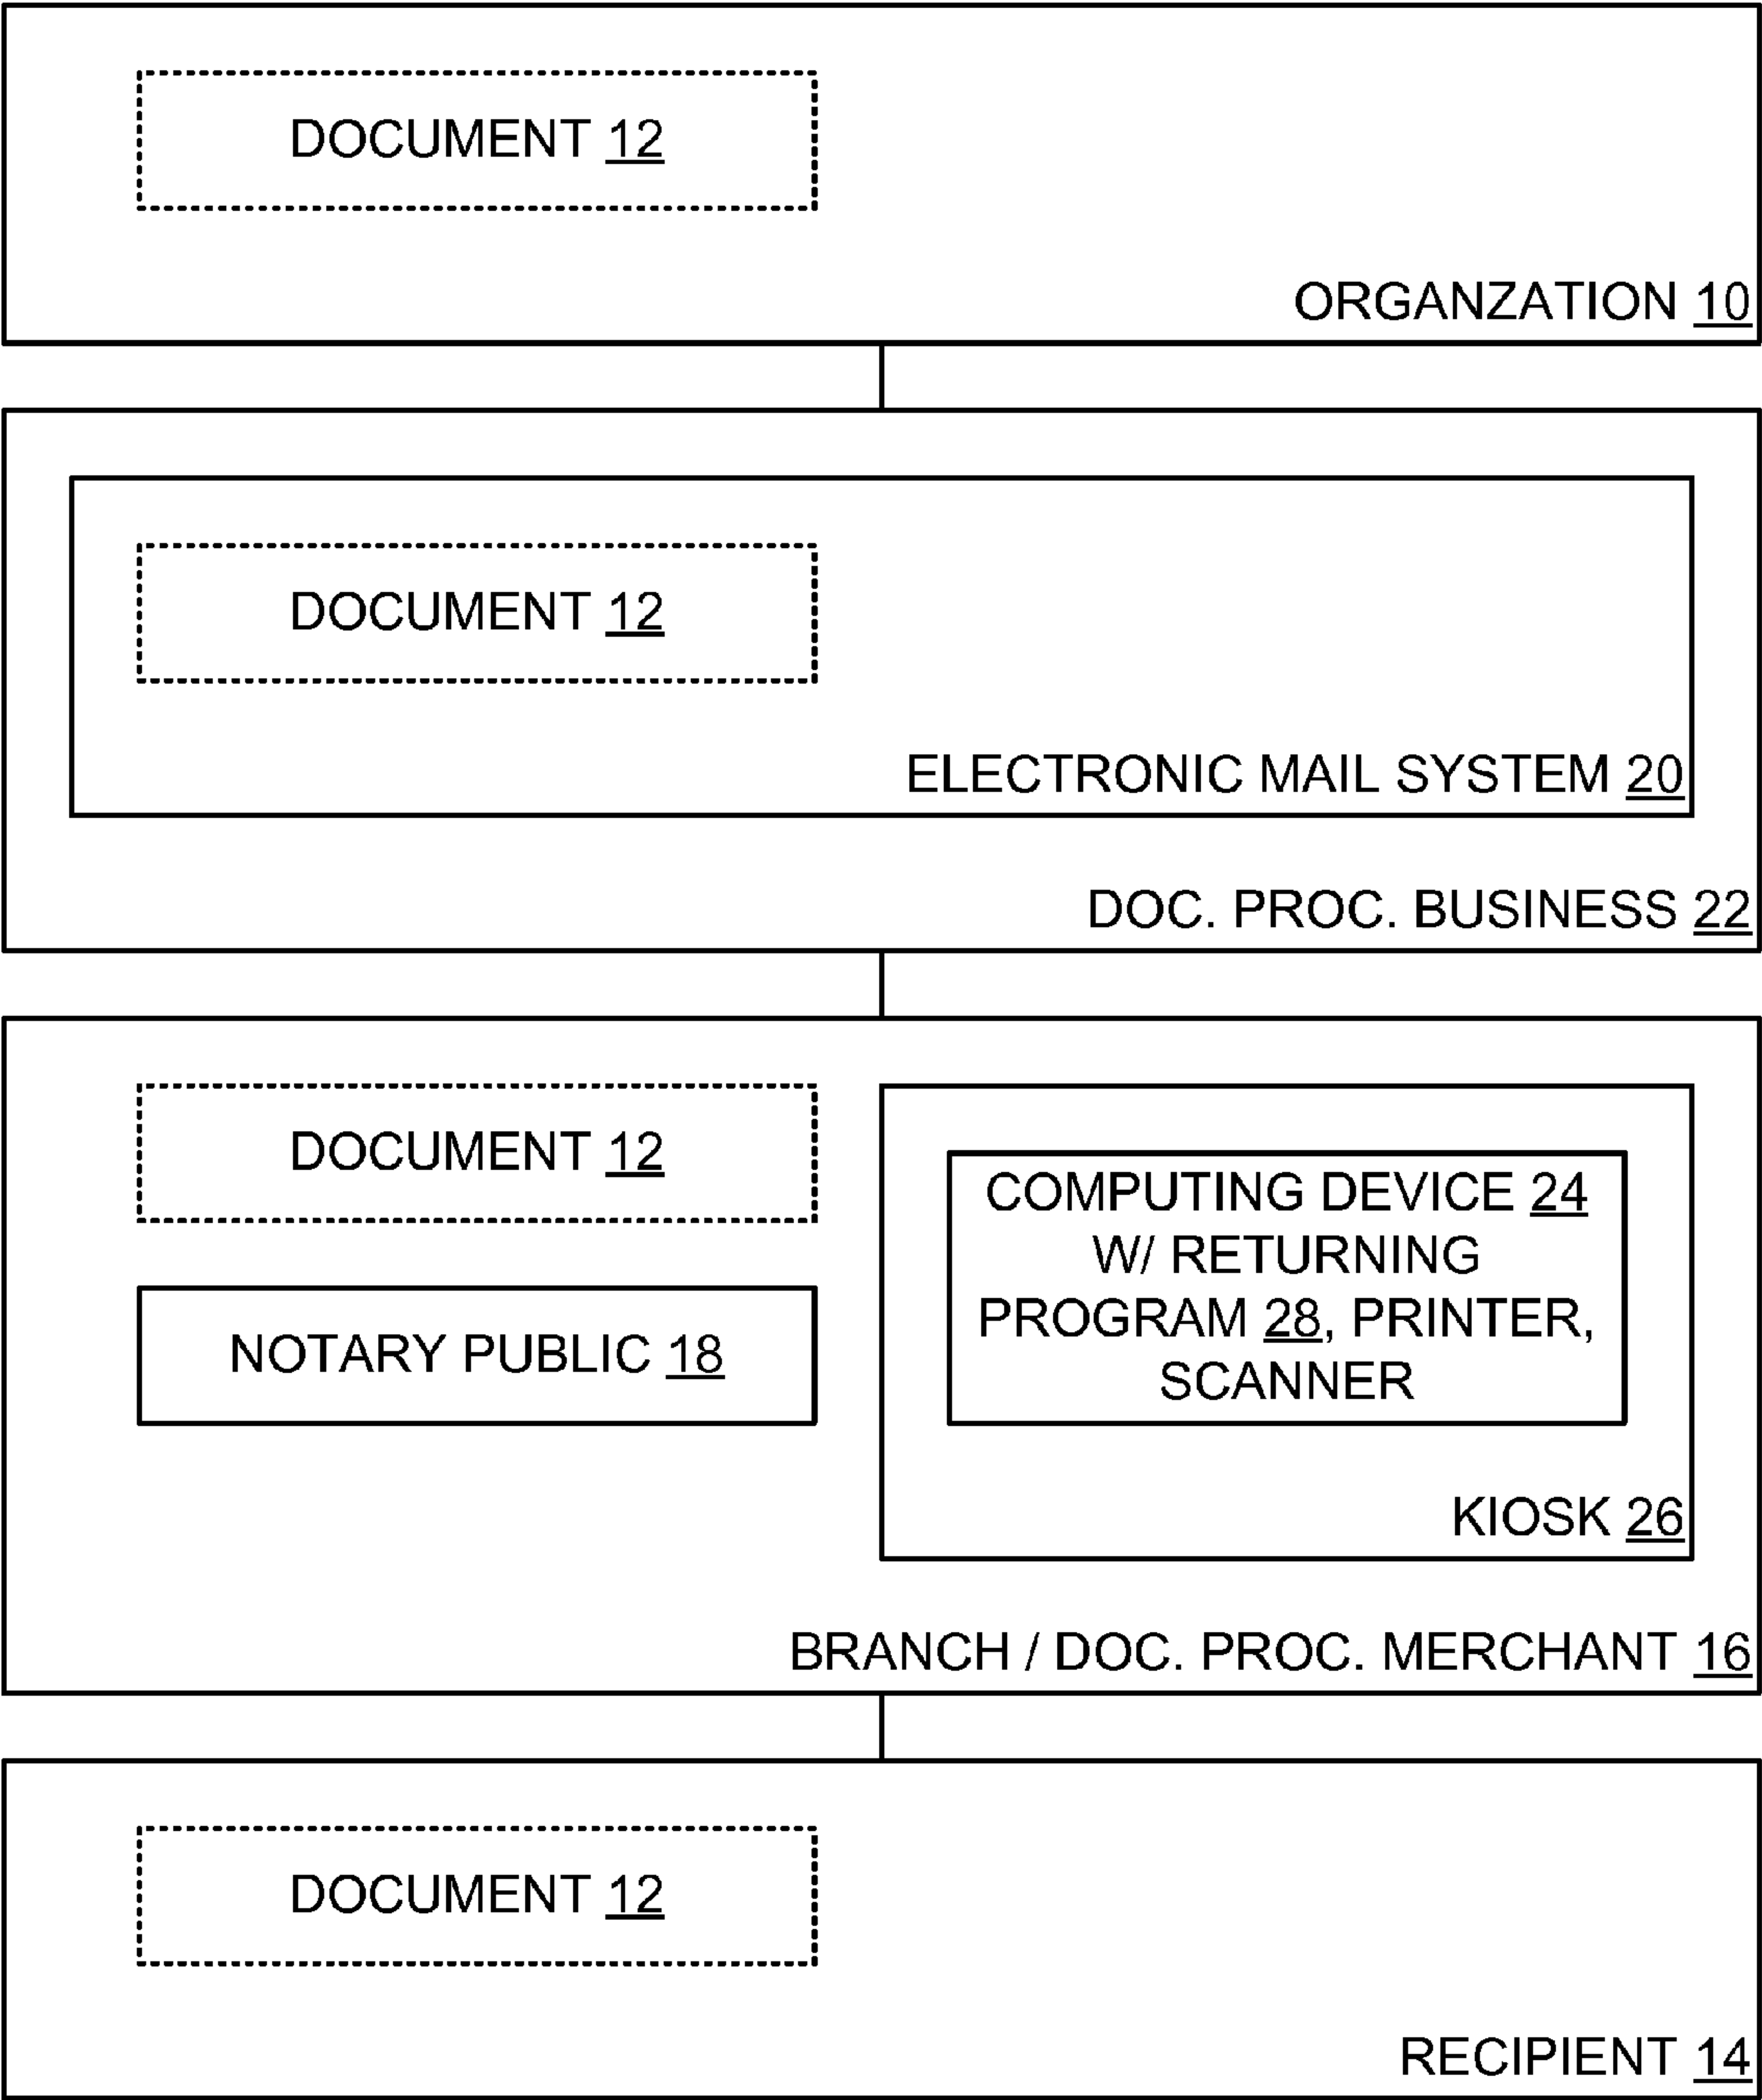 DOCUMENT 12
ORGANZATION 10
DOCUMENT 12
ELECTRONIC MAIL SYSTEM 20
DOC. PROC. BUSINESS 22
DOCUMENT 12
NOTARY PUBLIC 18
COMPUTING DEVICE 24
W/ RETURNING
PROGRAM 28, PRINTER,
SCANNER
KIOSK 26
BRANCH / DOC. PROC. MERCHANT 16
DOCUMENT 12
RECIPIENT 14